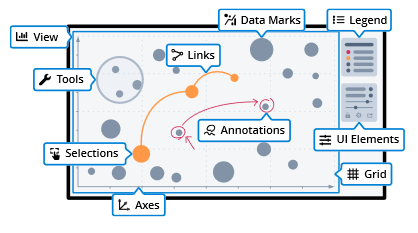 Data Marks
Legend
View
Links
Tools
Annotations
UI Elements
Selections
Grid
Axes